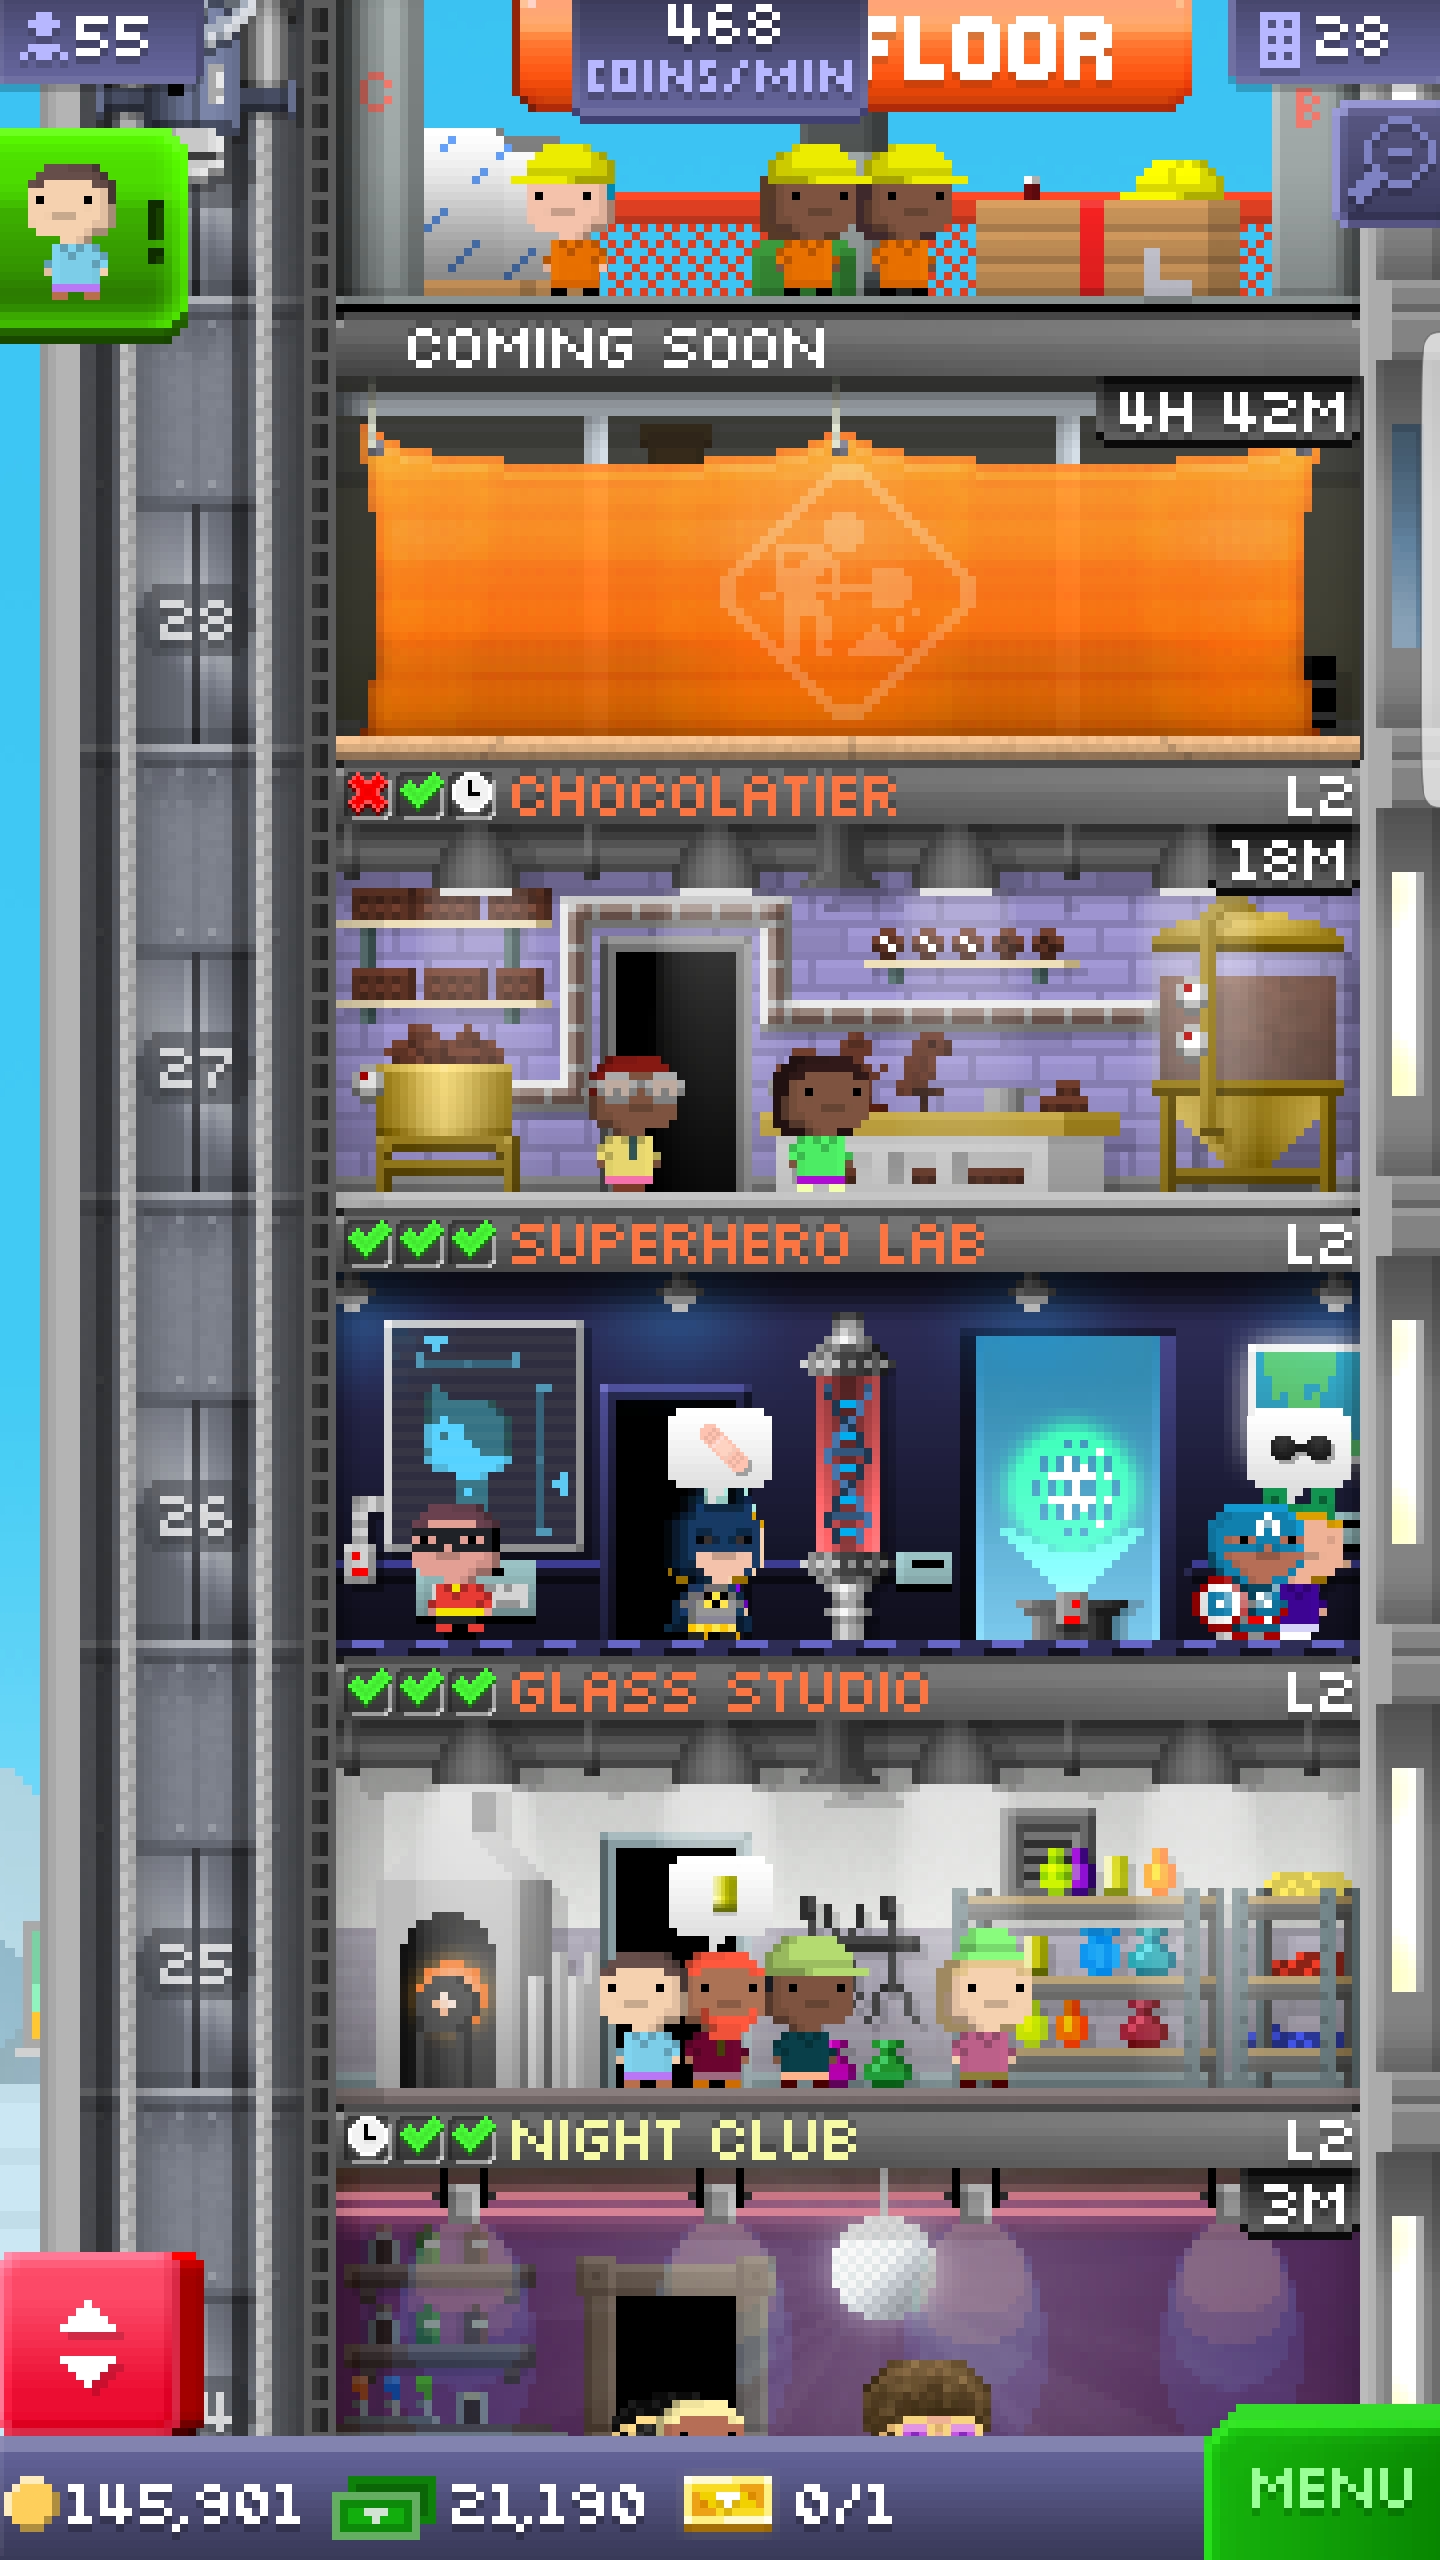 55
468
COINS/MIN
FLOOR
28
C
B
!
COMING SOON
4H 42M
28
CHOCOLATIER L2
18M
27
SUPERHERO LAB L2
26
A
GLASS STUDIO L2
25
NIGHT CLUB L2
3M
4
145,901
21,190
0/1
MENU